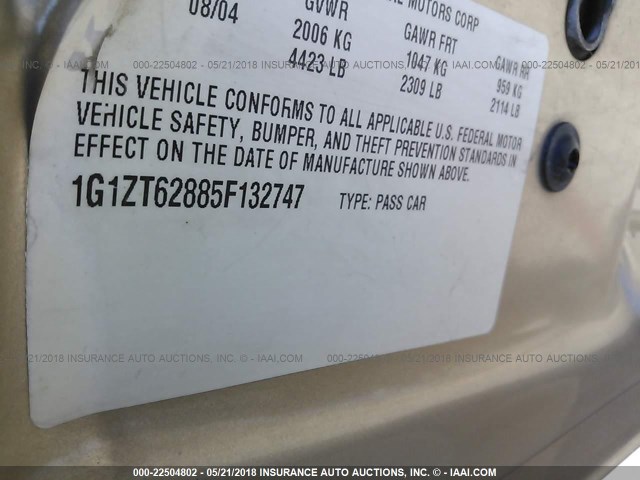 08/04 GVWR MOTORS CORP
2006 KG GAWR FRT GAWR RR
4423 LB 1047 KG 959 KG
2309 LB 2114 LB
THIS VEHICLE CONFORMS TO ALL APPLICABLE U.S. FEDERAL MOTOR
VEHICLE SAFETY, BUMPER, AND THEFT PREVENTION STANDARDS IN
EFFECT ON THE DATE OF MANUFACTURE SHOWN ABOVE.
1G1ZT62885F132747 TYPE: PASS CAR
000-22504802 - 05/21/2018 INSURANCE AUTO AUCTIONS, INC. - © IAAI.COM